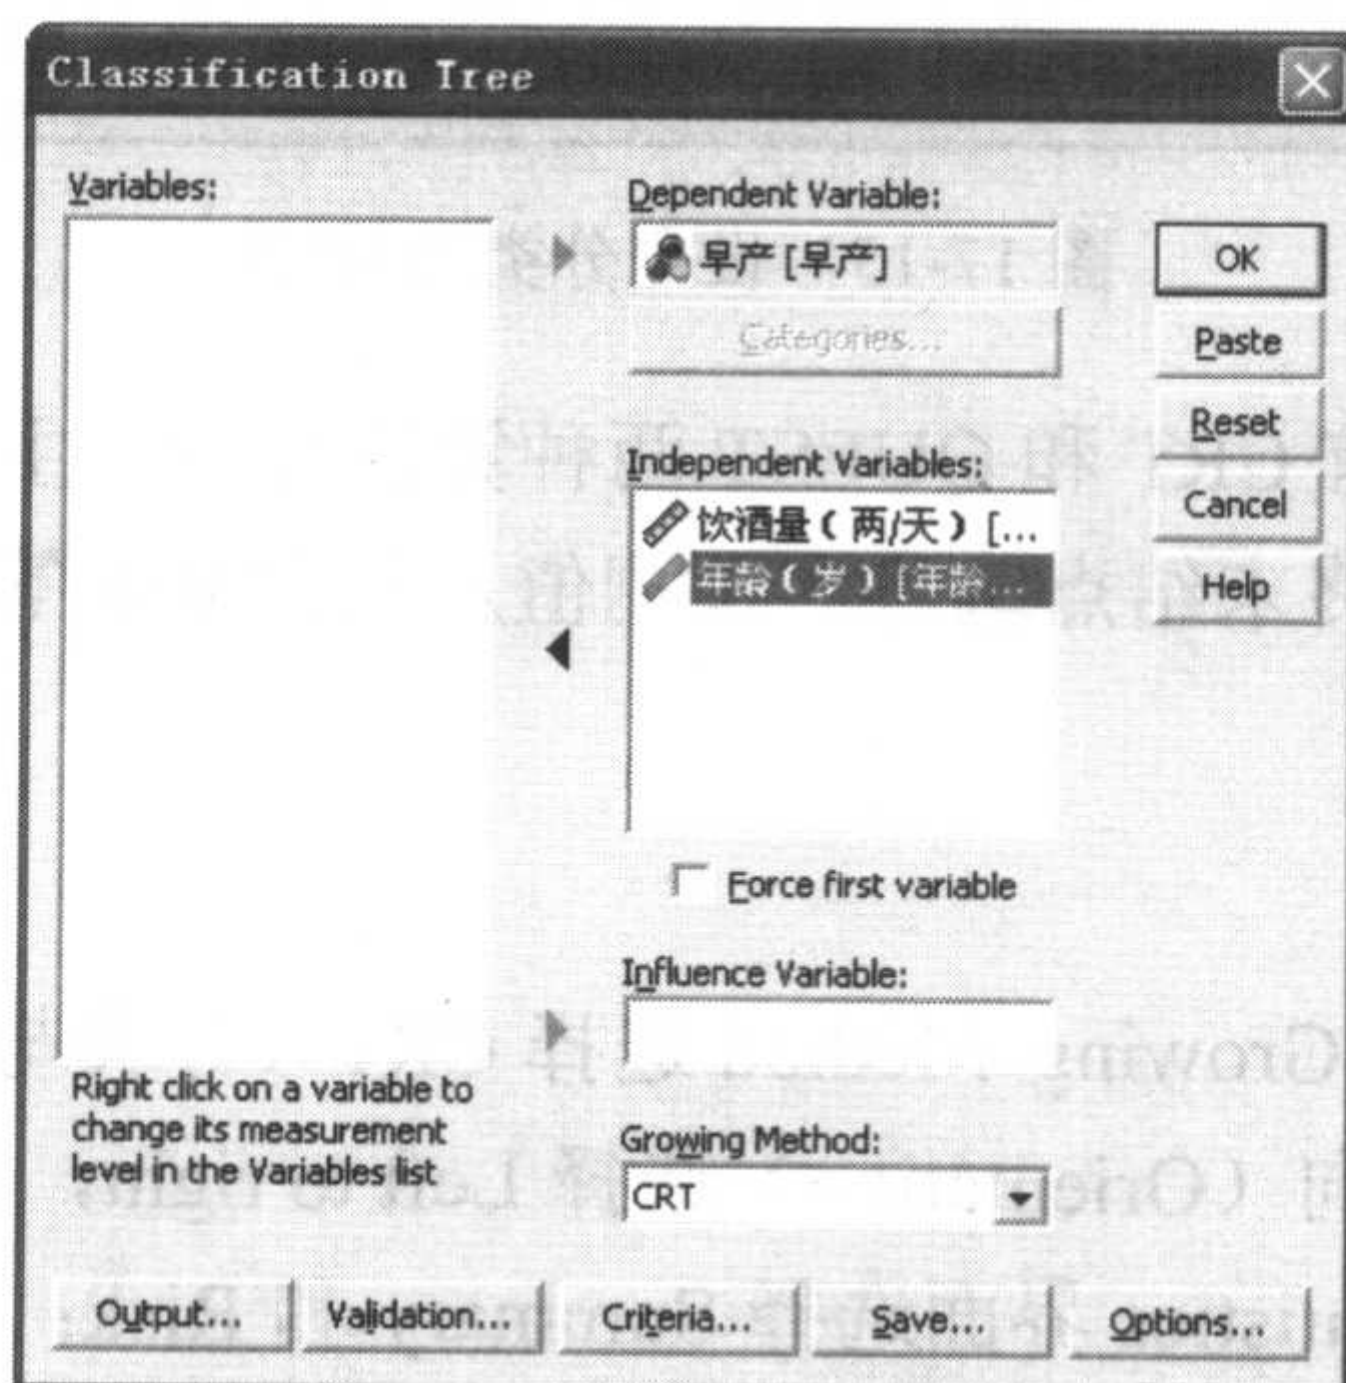 Classification Tree
Variables:
Dependent Variable:
早产 [早产]
Categories...
OK
Paste
Reset
Cancel
Help
Independent Variables:
饮酒量（两/天）[...
年龄（岁）[年龄...
Force first variable
Influence Variable:
Right click on a variable to
change its measurement
level in the Variables list
Growing Method:
CRT
Output...
Validation...
Criteria...
Save...
Options...